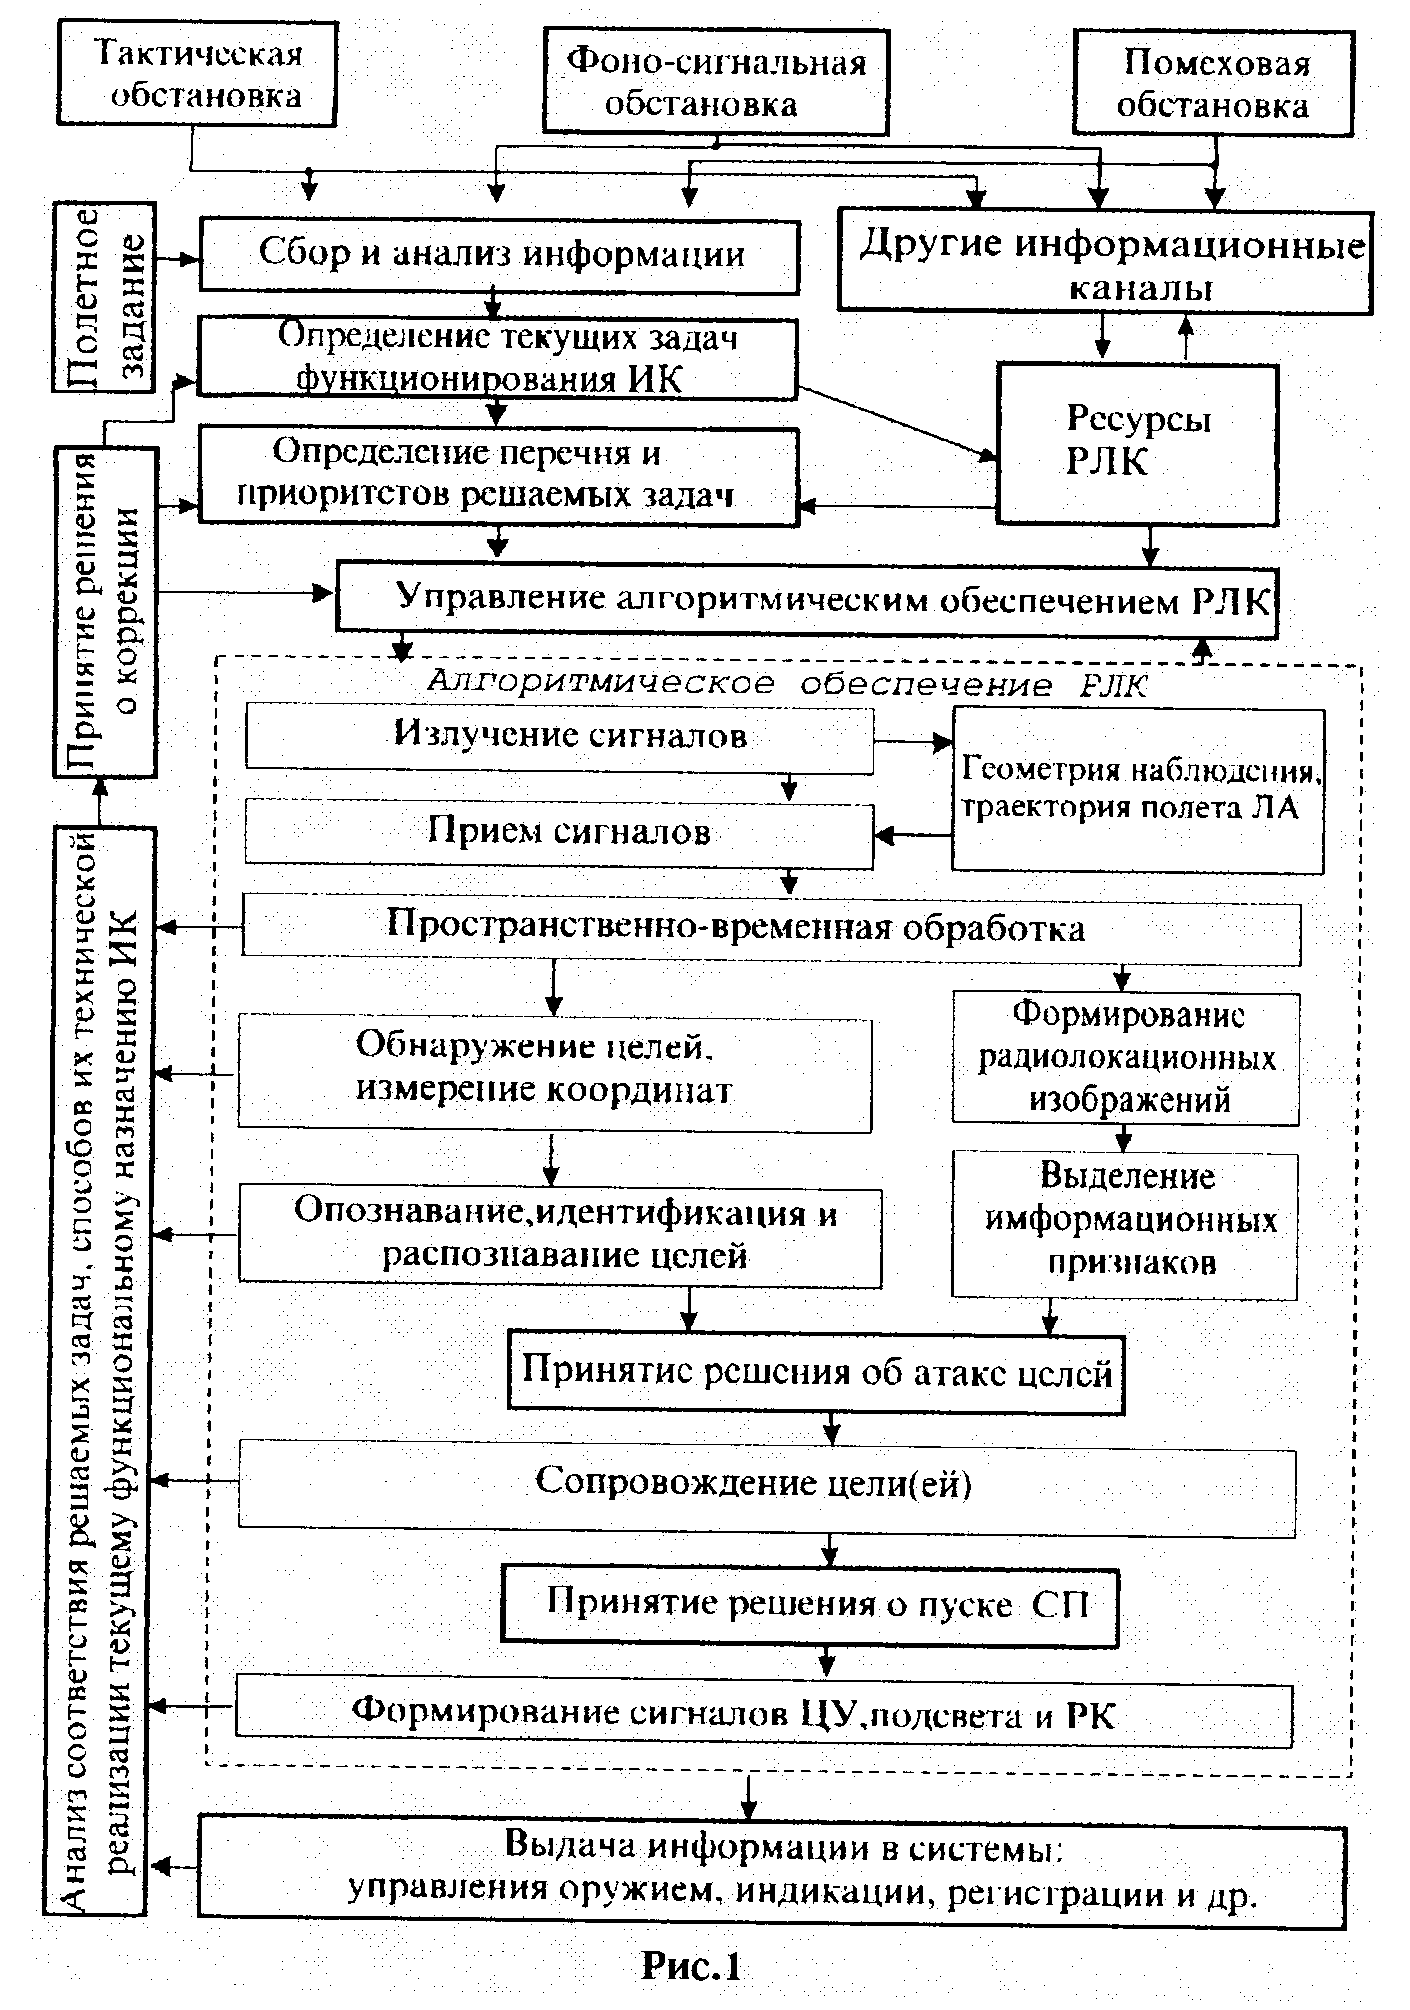 Тактическая
обстановка
Фоно-сигнальная
обстановка
Помеховая
обстановка
Полетное
задание
Сбор и анализ информации
Другие информационные
каналы
Определение текущих задач
функционирования ИК
Ресурсы
РЛК
Определение перечня и
приоритетов решаемых задач
Принятие решения
о коррекции
Управление алгоритмическим обеспечением РЛК
Алгоритмическое обеспечение РЛК
Излучение сигналов
Геометрия наблюдения,
траектория полета ЛА
Прием сигналов
Пространственно-временная обработка
Анализ соответствия решаемых задач, способов их технической
реализации текущему функциональному назначению ИК
Обнаружение целей,
измерение координат
Формирование
радиолокационных
изображений
Опознавание,идентификация и
распознавание целей
Выделение
имформационных
признаков
Принятие решения об атаке целей
Сопровождение цели(ей)
Принятие решения о пуске СП
Формирование сигналов ЦУ,подсвета и РК
Выдача информации в системы:
управления оружием, индикации, регистрации и др.
Рис.1